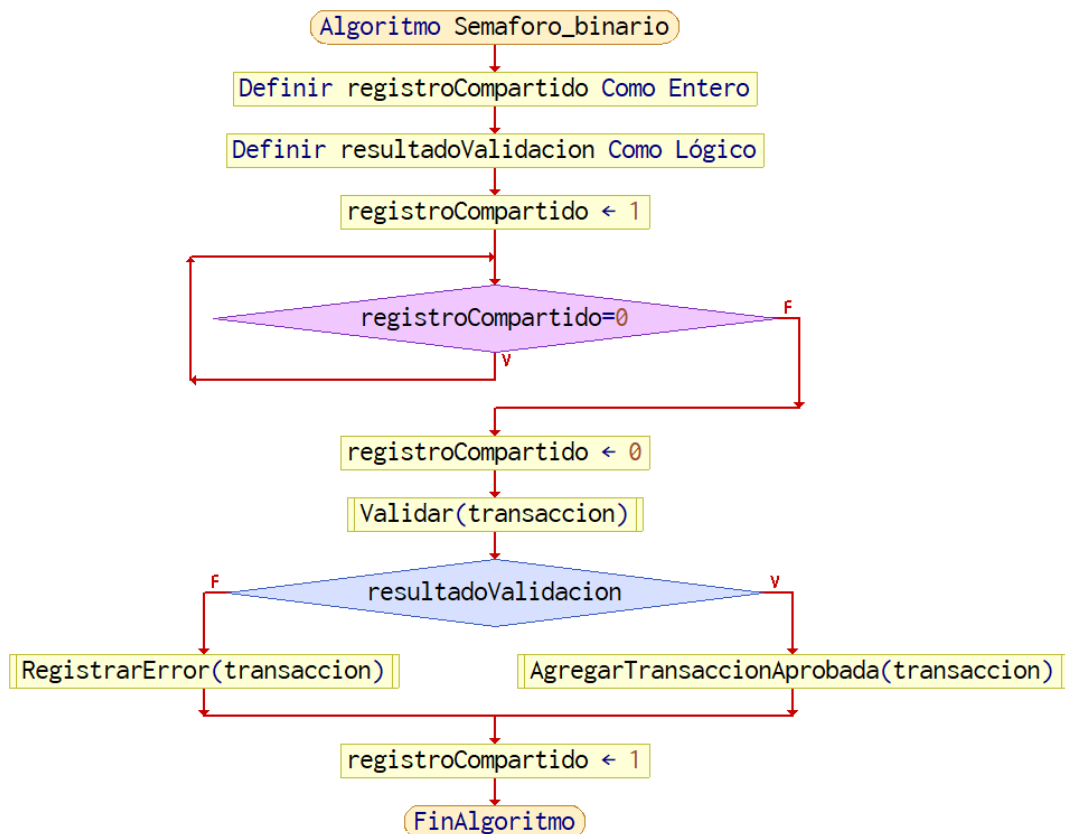 Algoritmo Semaforo_binario
Definir registroCompartido Como Entero
Definir resultadoValidacion Como Lógico
registroCompartido ← 1
registroCompartido=0
F
V
registroCompartido ← 0
Validar(transaccion)
F
resultadoValidacion
V
RegistrarError(transaccion)
AgregarTransaccionAprobada(transaccion)
registroCompartido ← 1
FinAlgoritmo